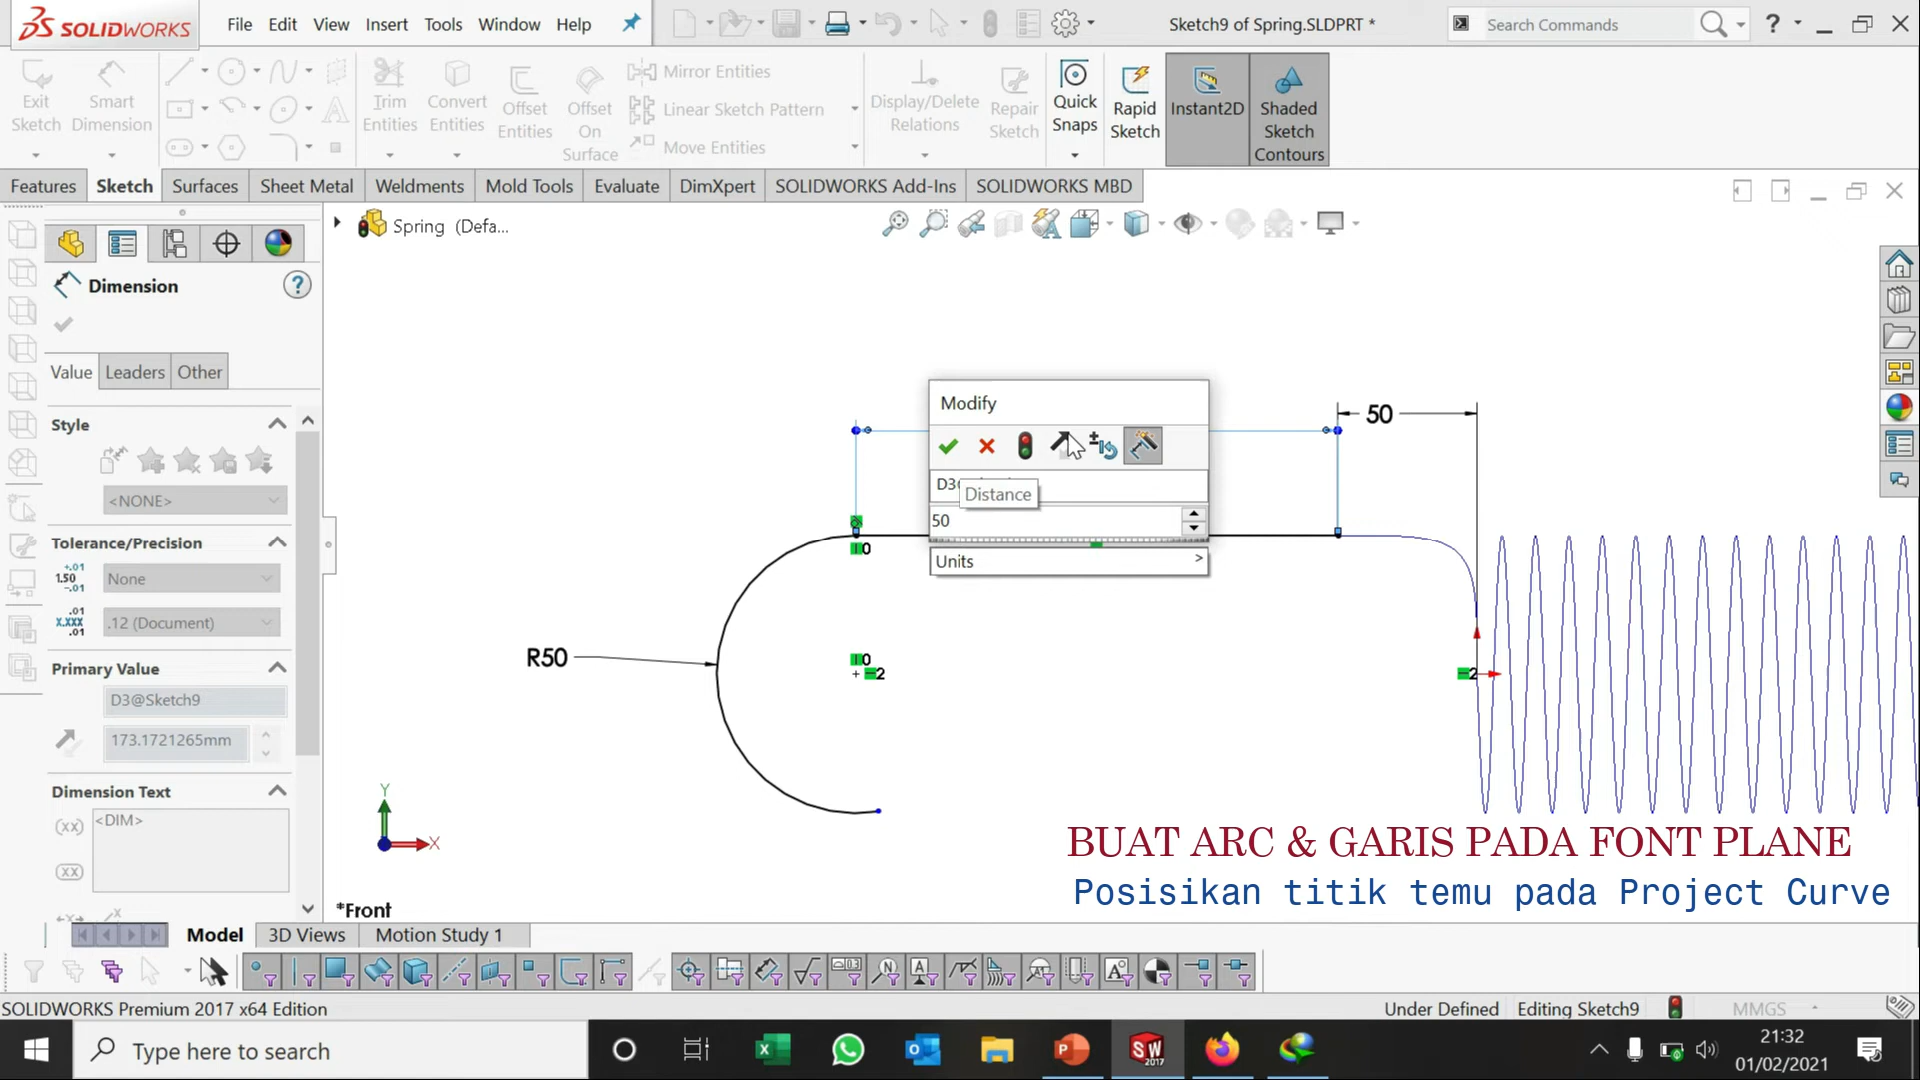 SOLIDWORKS
File Edit View Insert Tools Window Help
Sketch9 of Spring.SLDPRT *
Search Commands
?
Exit Sketch
Smart Dimension
Trim Entities
Convert Entities
Offset Entities
Offset On Surface
Mirror Entities
Linear Sketch Pattern
Move Entities
Display/Delete Relations
Repair Sketch
Quick Snaps
Rapid Sketch
Instant2D
Shaded Sketch Contours
Features Sketch Surfaces Sheet Metal Weldments Mold Tools Evaluate DimXpert SOLIDWORKS Add-Ins SOLIDWORKS MBD
Spring (Defa...
Dimension
?
Value Leaders Other
Style
<NONE>
Tolerance/Precision
None
.12 (Document)
Primary Value
D3@Sketch9
173.1721265mm
Dimension Text
<DIM>
Modify
D3
Distance
50
Units >
50
R50
0
0
2
2
Y
X
*Front
BUAT ARC & GARIS PADA FONT PLANE
Posisikan titik temu pada Project Curve
Model 3D Views Motion Study 1
SOLIDWORKS Premium 2017 x64 Edition
Under Defined Editing Sketch9 MMGS
Type here to search
21:32
01/02/2021